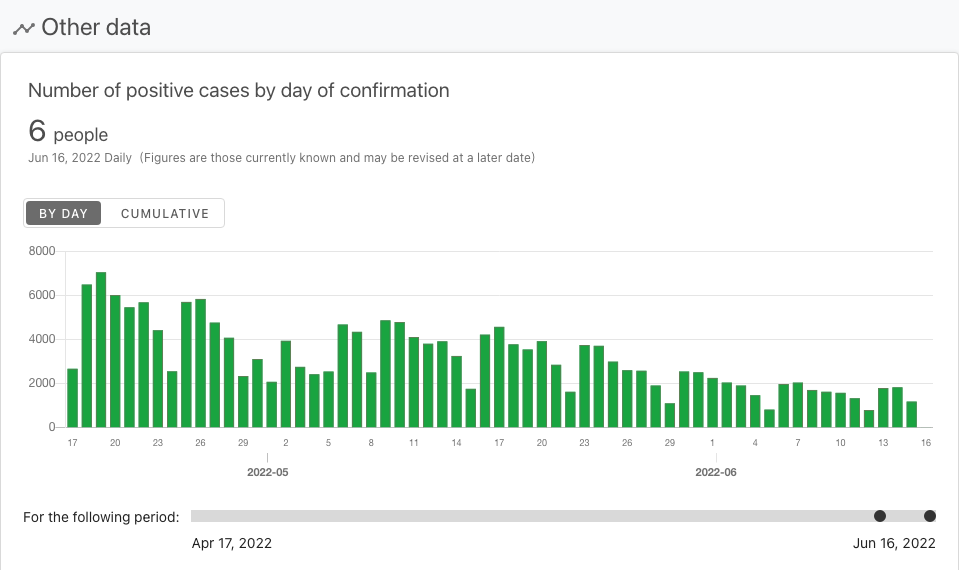 Other data
Number of positive cases by day of confirmation
6 people
Jun 16, 2022 Daily (Figures are those currently known and may be revised at a later date)
BY DAY CUMULATIVE
8000
6000
4000
2000
0
17 20 23 26 29 2 5 8 11 14 17 20 23 26 29 1 4 7 10 13 16
2022-05 2022-06
For the following period:
Apr 17, 2022 Jun 16, 2022